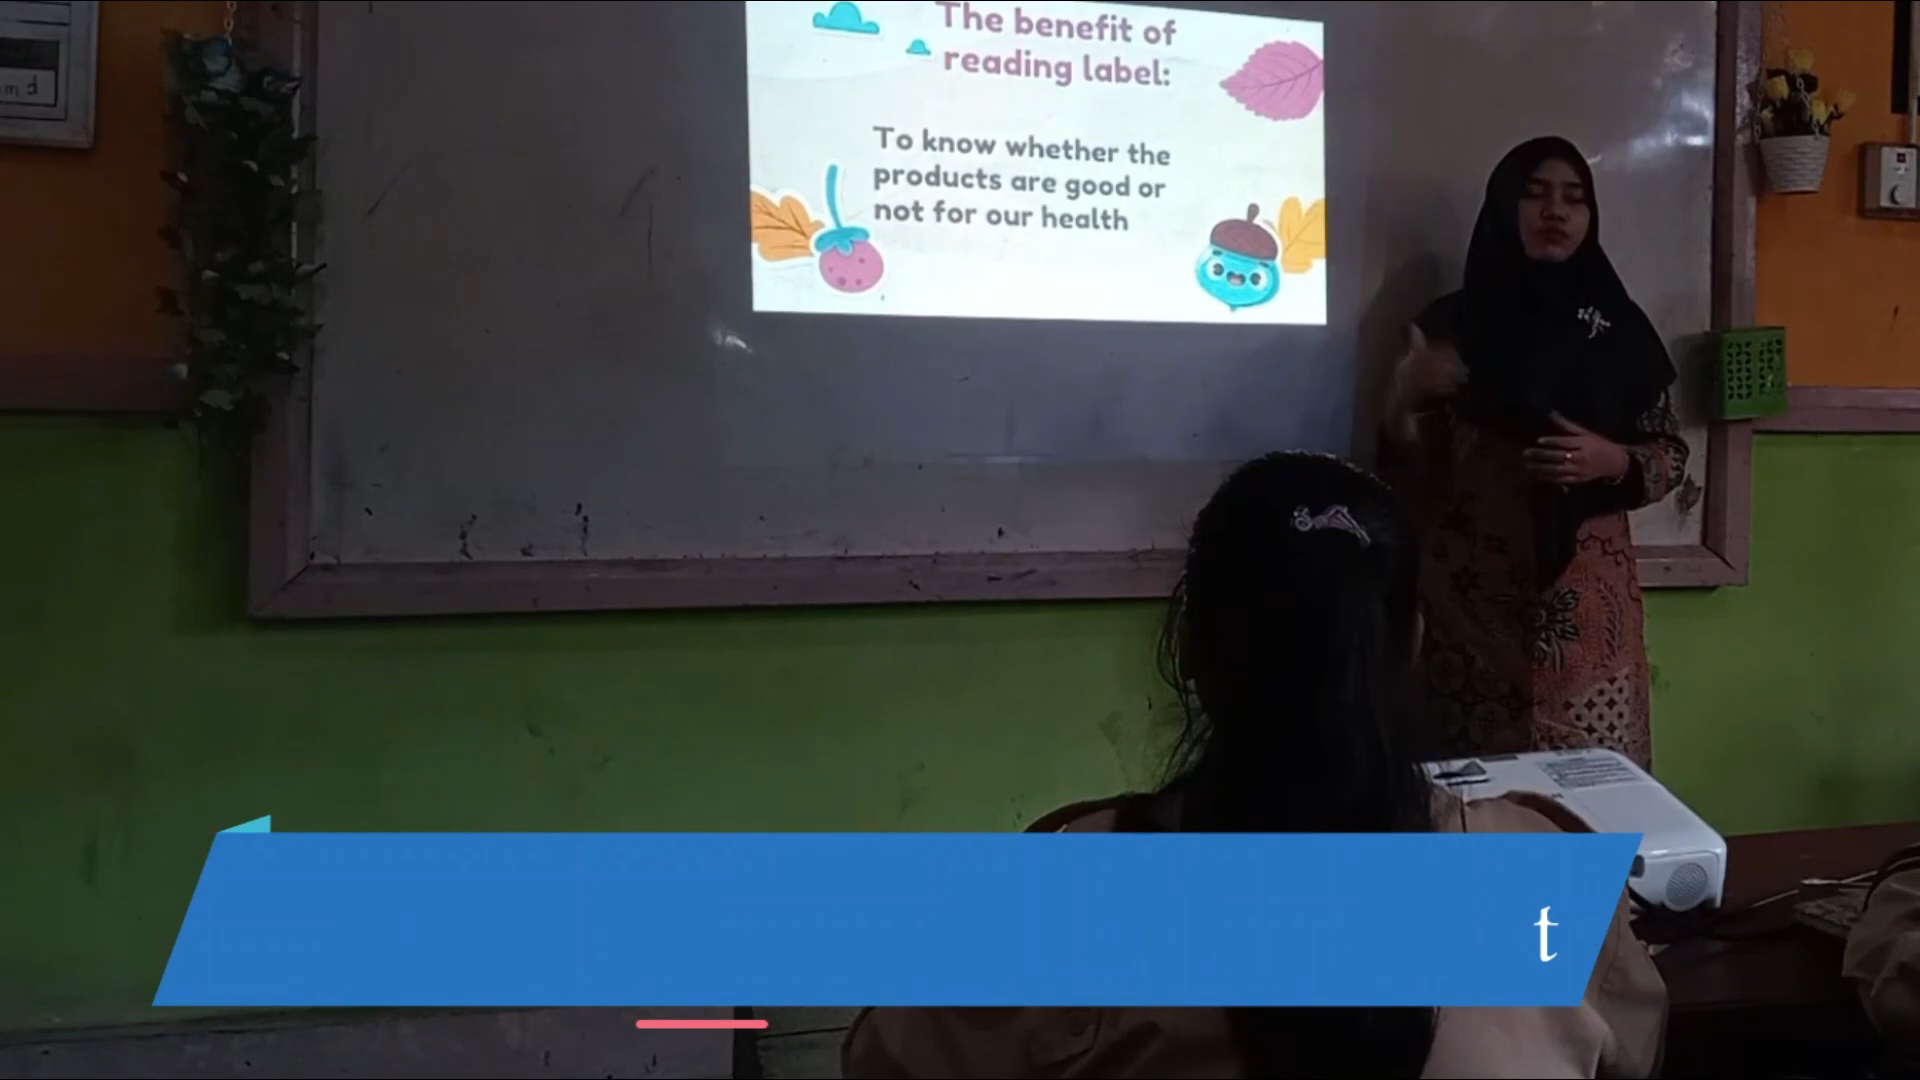 The benefit of
reading label:
To know whether the
products are good or
not for our health
t